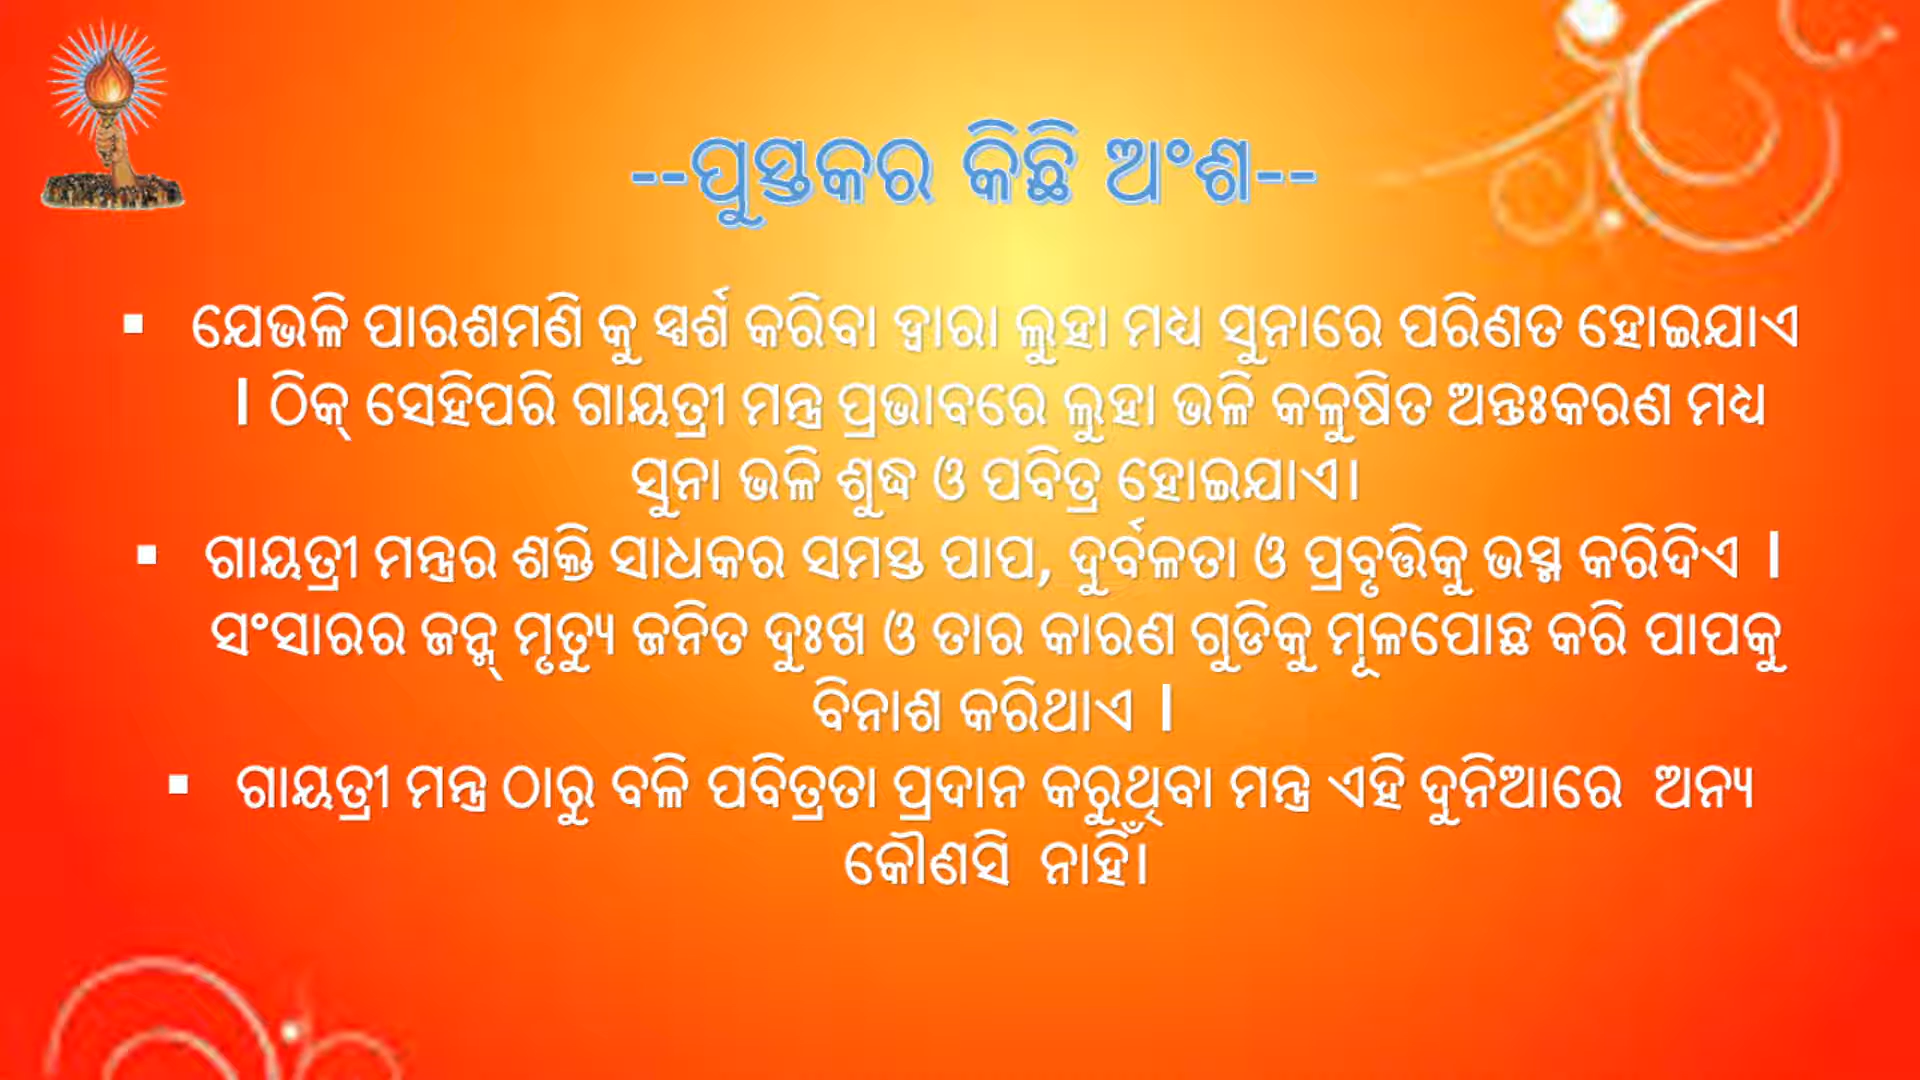 --ପୁସ୍ତକର କିଛି ଅଂଶ--
▪ ଯେଭଳି ପାରଶମଣି କୁ ସ୍ପର୍ଶ କରିବା ଦ୍ୱାରା ଲୁହା ମଧ୍ୟ ସୁନାରେ ପରିଣତ ହୋଇଯାଏ
। ଠିକ୍ ସେହିପରି ଗାୟତ୍ରୀ ମନ୍ତ୍ର ପ୍ରଭାବରେ ଲୁହା ଭଳି କଳୁଷିତ ଅନ୍ତଃକରଣ ମଧ୍ୟ
ସୁନା ଭଳି ଶୁଦ୍ଧ ଓ ପବିତ୍ର ହୋଇଯାଏ।
▪ ଗାୟତ୍ରୀ ମନ୍ତ୍ରର ଶକ୍ତି ସାଧକର ସମସ୍ତ ପାପ, ଦୁର୍ବଳତା ଓ ପ୍ରବୃତ୍ତିକୁ ଭସ୍ମ କରିଦିଏ ।
ସଂସାରର ଜନ୍ମ୍ ମୃତ୍ୟୁ ଜନିତ ଦୁଃଖ ଓ ତାର କାରଣ ଗୁଡିକୁ ମୂଳପୋଛ କରି ପାପକୁ
ବିନାଶ କରିଥାଏ ।
▪ ଗାୟତ୍ରୀ ମନ୍ତ୍ର ଠାରୁ ବଳି ପବିତ୍ରତା ପ୍ରଦାନ କରୁଥିବା ମନ୍ତ୍ର ଏହି ଦୁନିଆରେ ଅନ୍ୟ
କୌଣସି ନାହିଁ।